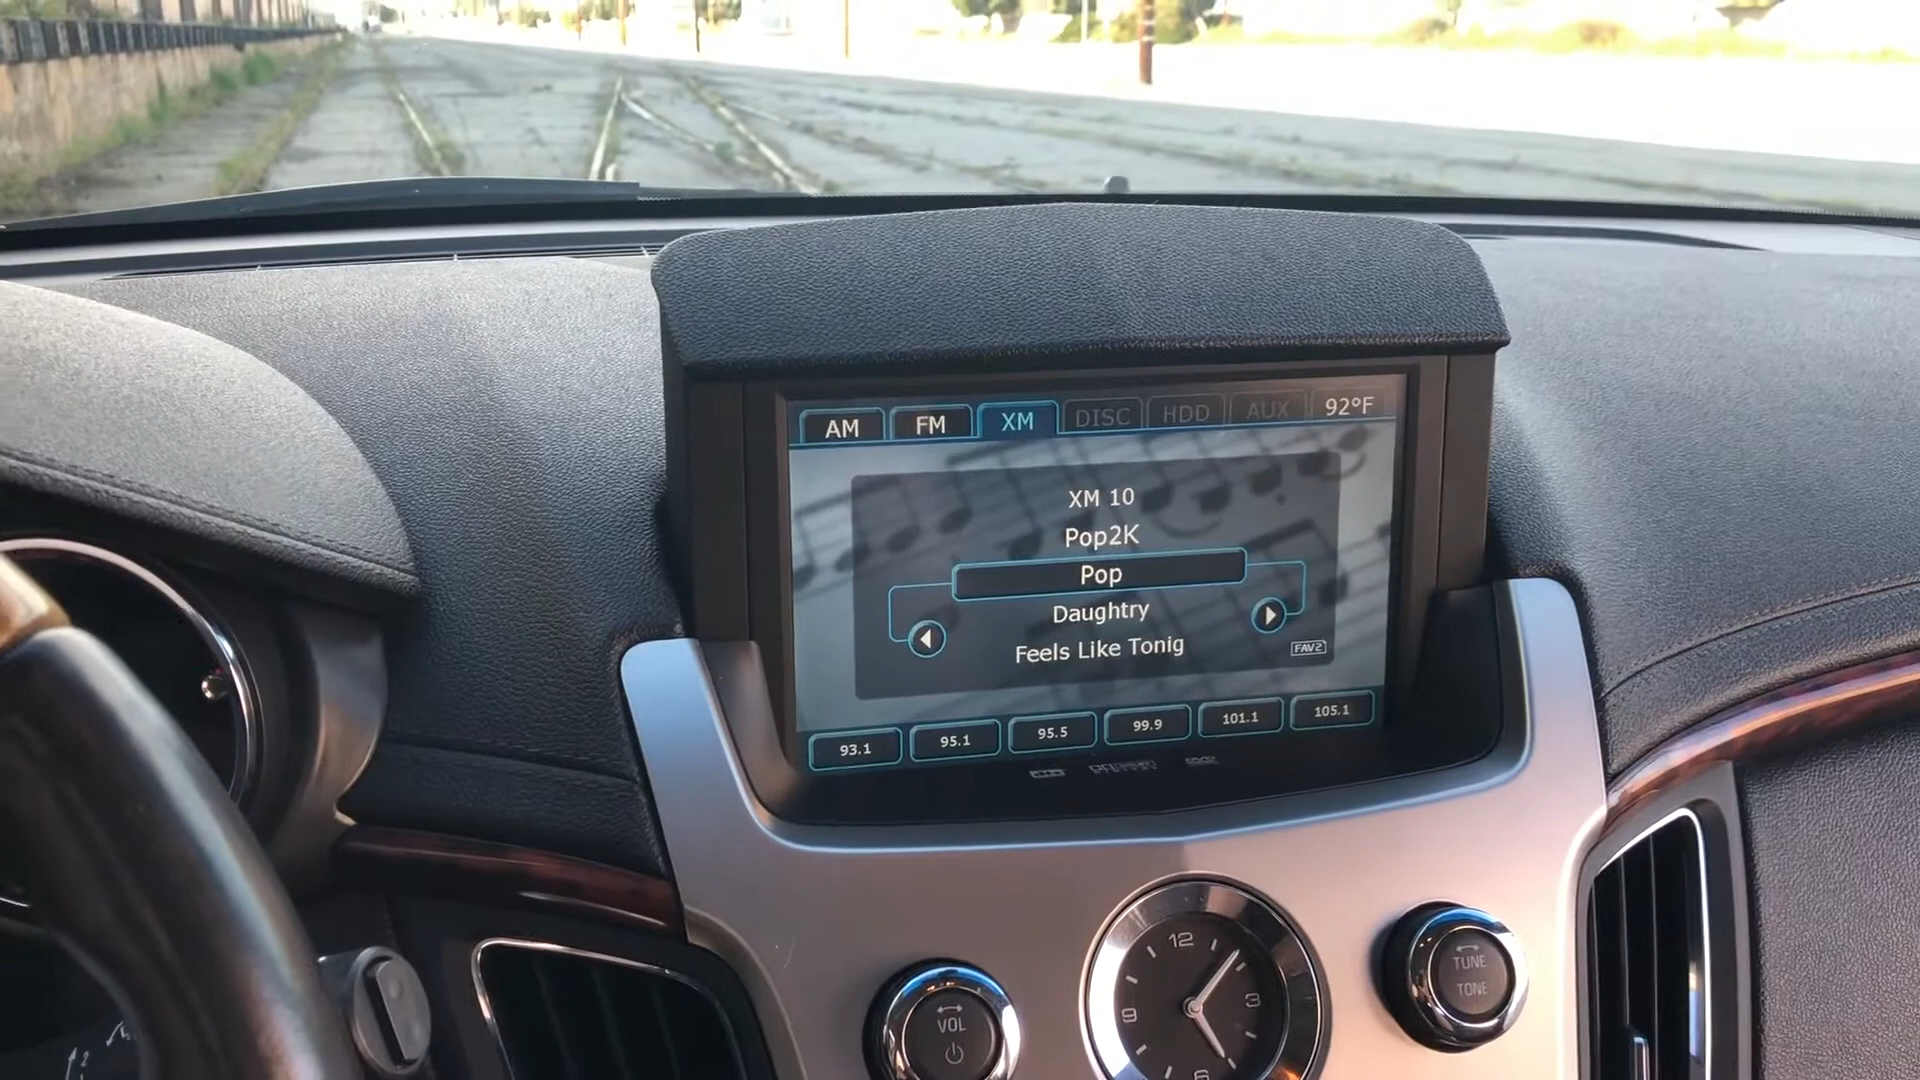 AM FM XM DISC HDD AUX 92°F
XM 10
Pop2K
Pop
Daughtry
Feels Like Tonig
FAV2
93.1 95.1 95.5 99.9 101.1 105.1
12
3
6
9
VOL
TUNE
TONE
2